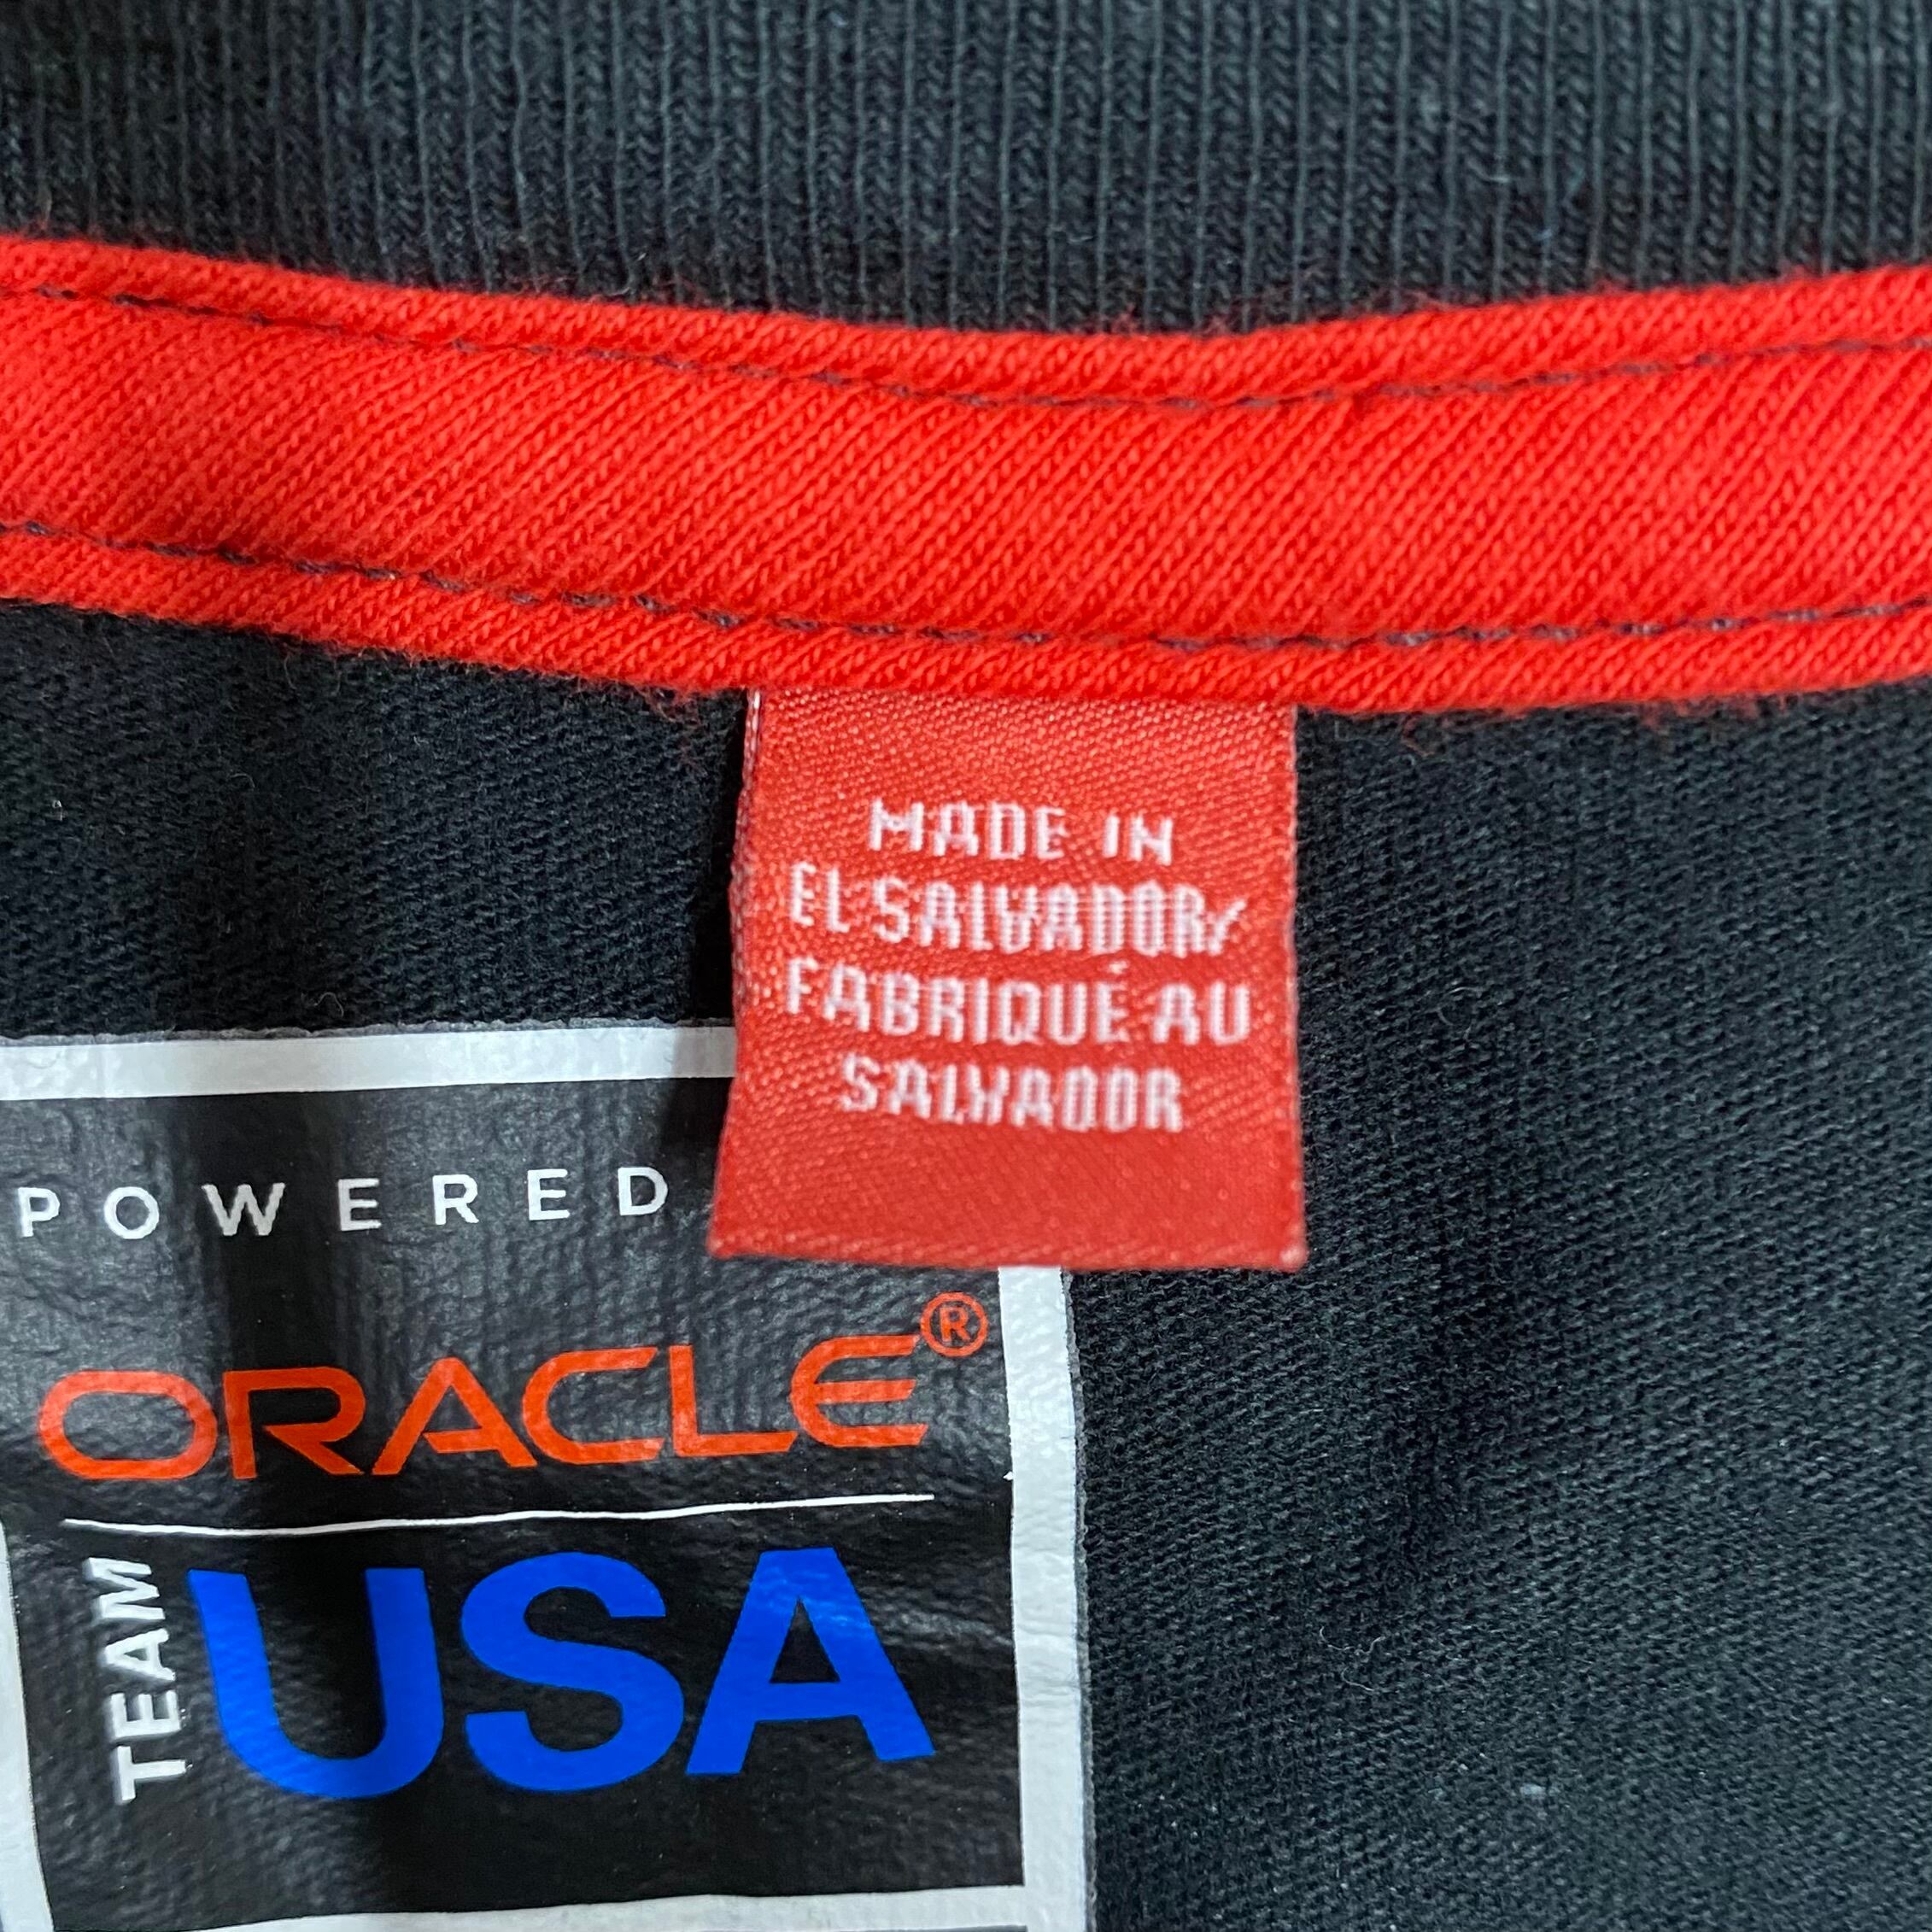 MADE IN
EL SALVADOR/
FABRIQUÉ AU
SALVADOR
POWERED
ORACLE®
TEAM
USA